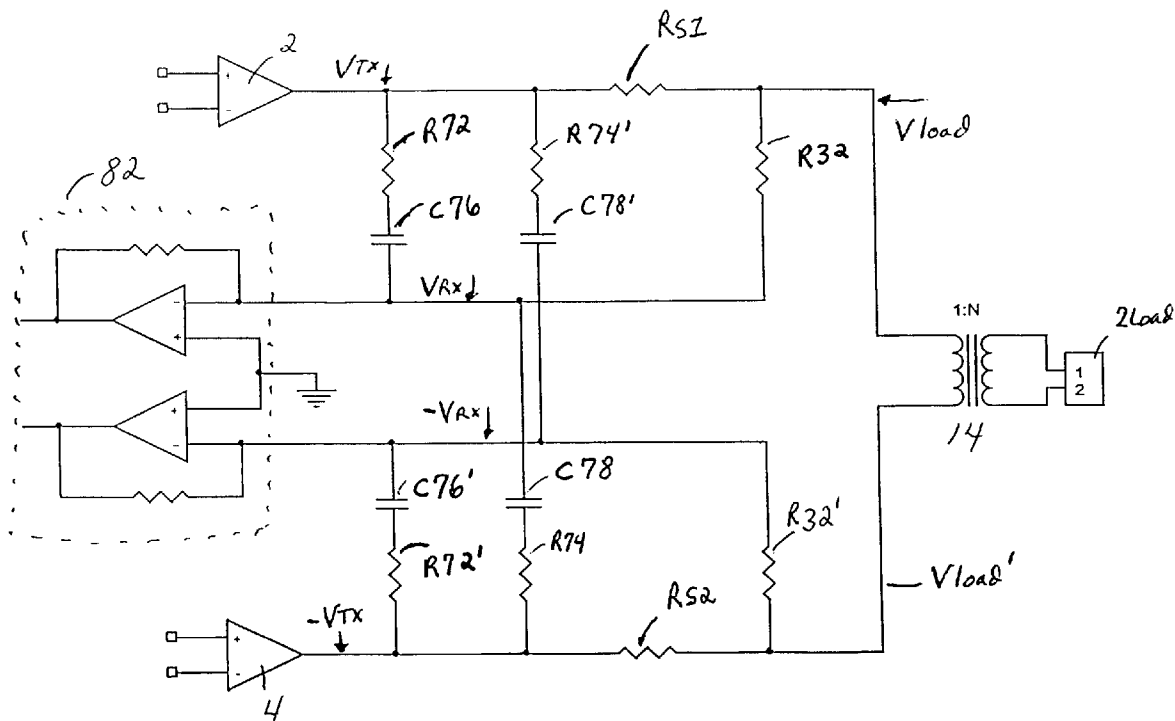 RS1
2
+
-
VTX
R72
R74'
R32
Vload
82
C76
C78'
VRx
-
+
1:N
2Load
1
2
+
-
-VRx
14
C76'
C78
R32'
R72'
R74
Vload'
RS2
-VTX
+
-
4